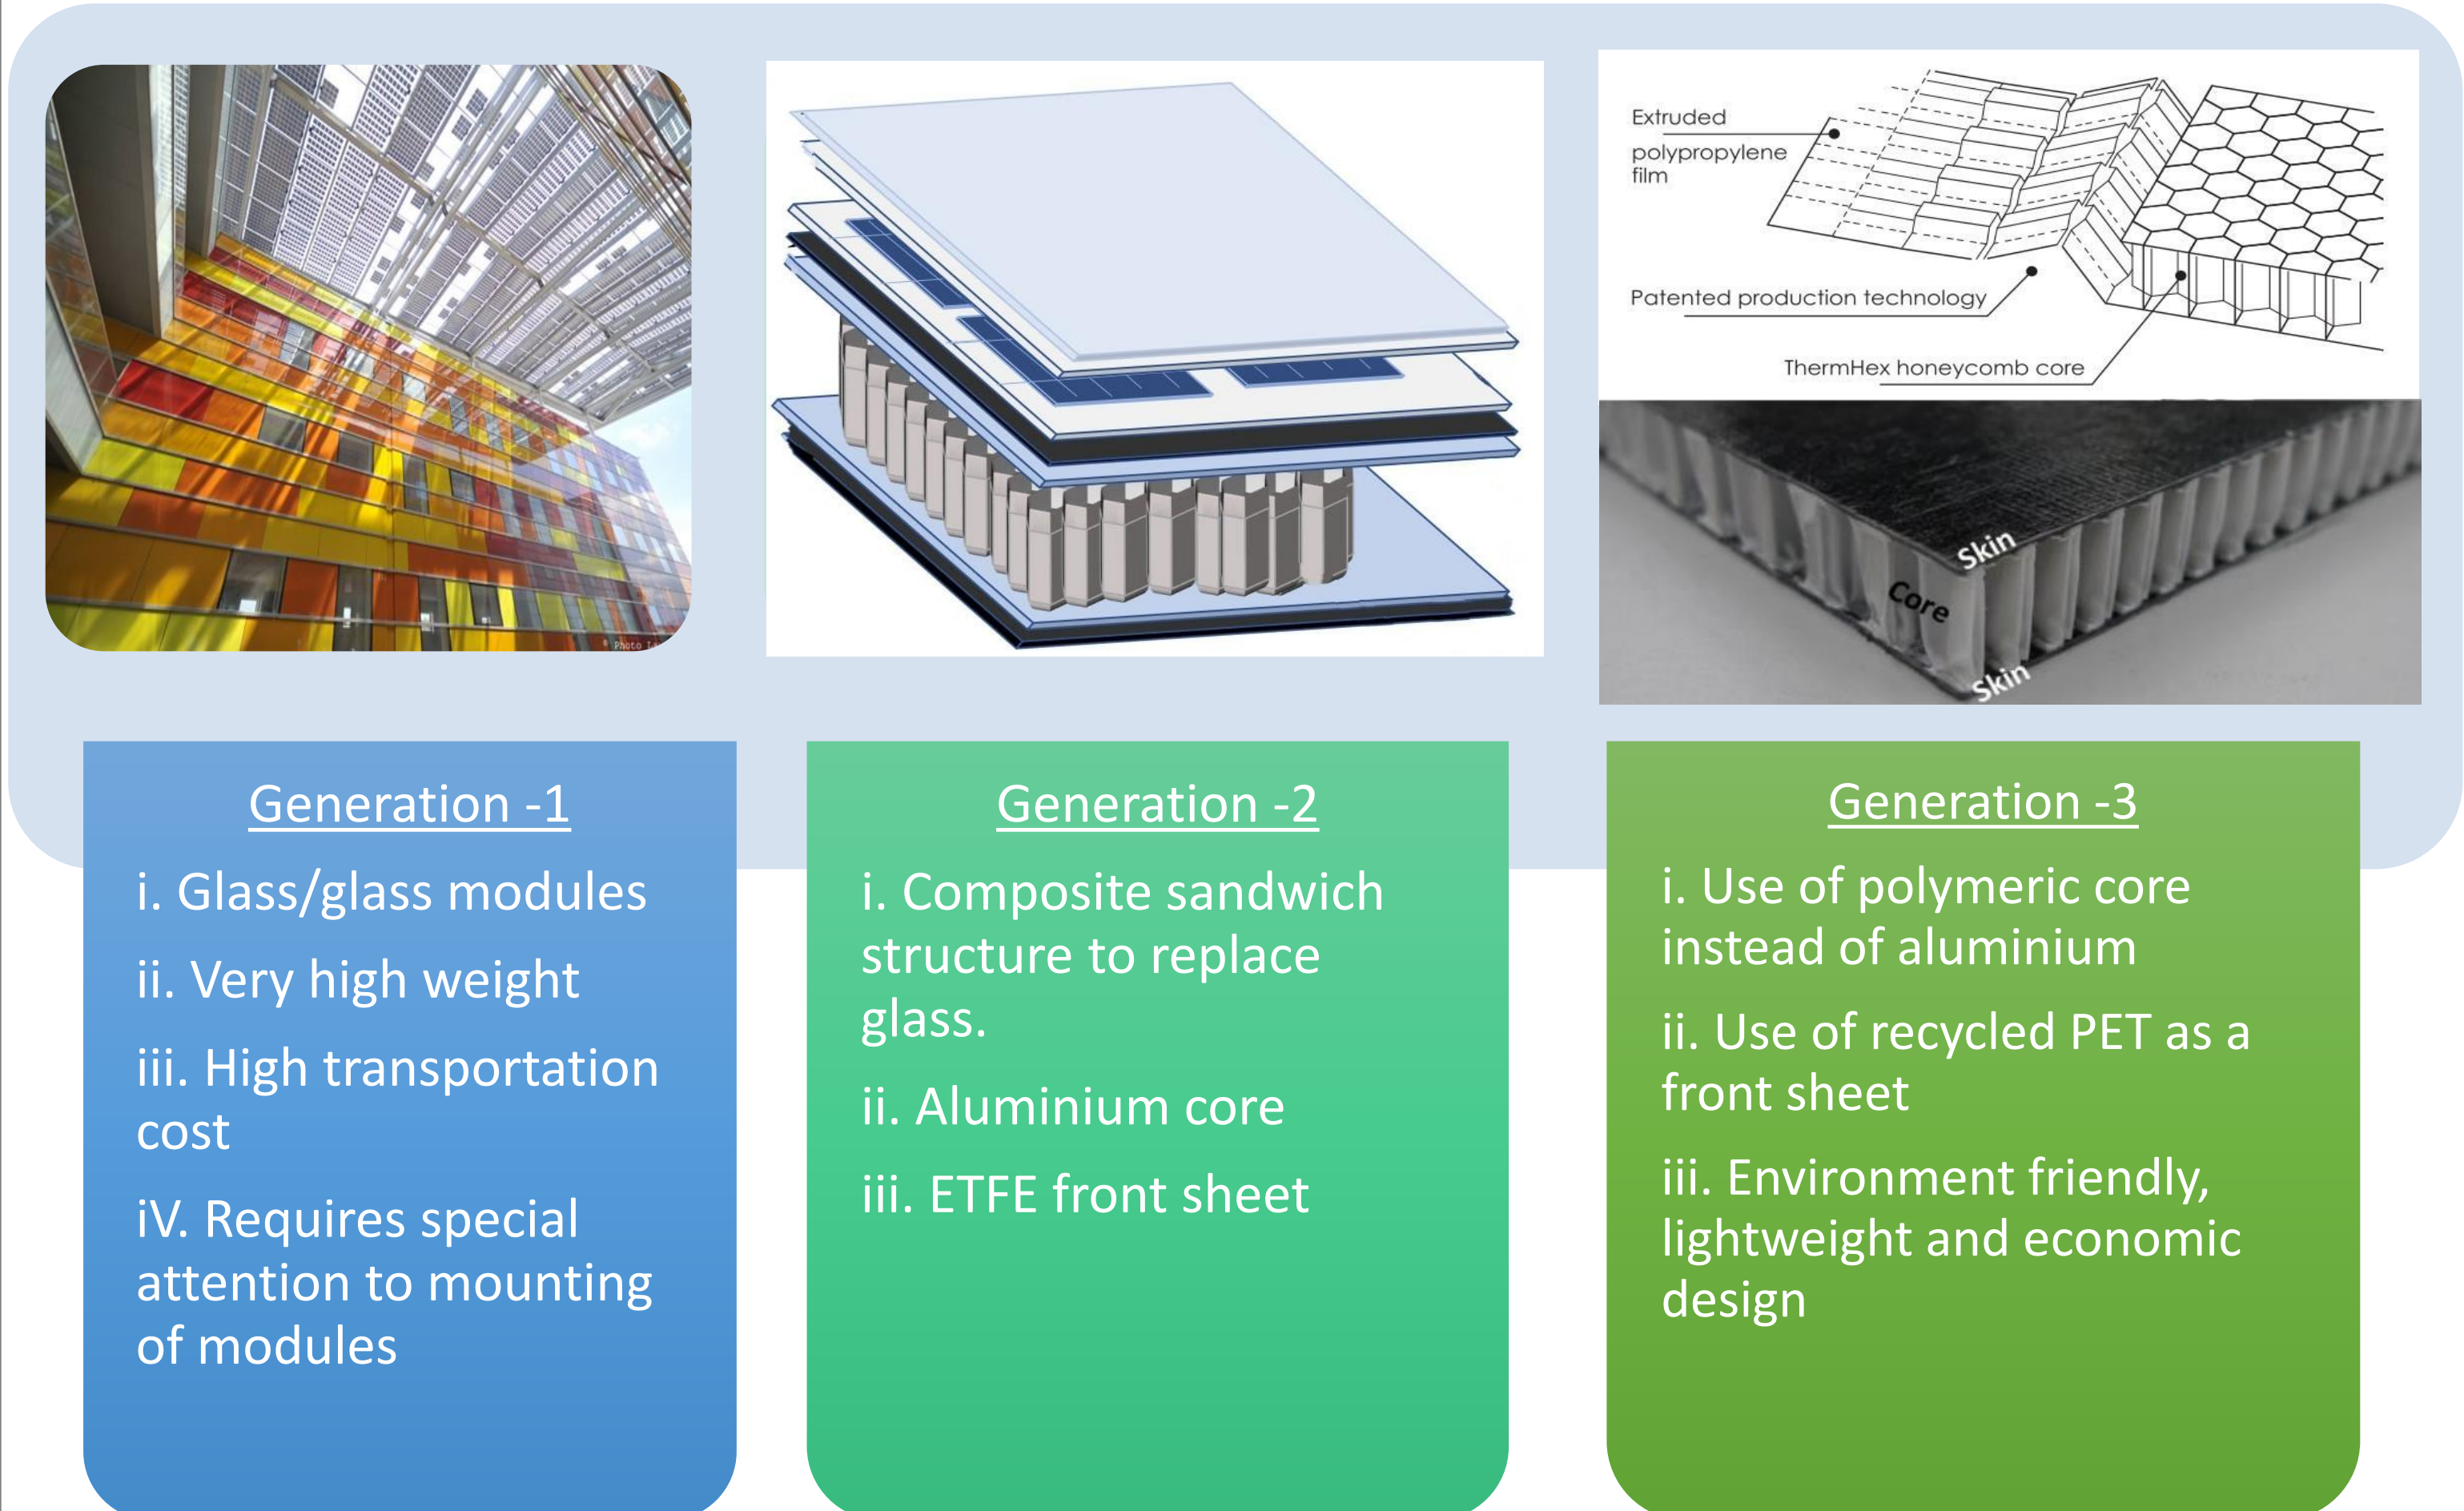 Extruded
polypropylene
film
Patented production technology
ThermHex honeycomb core
Skin
Core
Skin
® Photo
Generation -1
i. Glass/glass modules
ii. Very high weight
iii. High transportation
cost
iV. Requires special
attention to mounting
of modules
Generation -2
i. Composite sandwich
structure to replace
glass.
ii. Aluminium core
iii. ETFE front sheet
Generation -3
i. Use of polymeric core
instead of aluminium
ii. Use of recycled PET as a
front sheet
iii. Environment friendly,
lightweight and economic
design